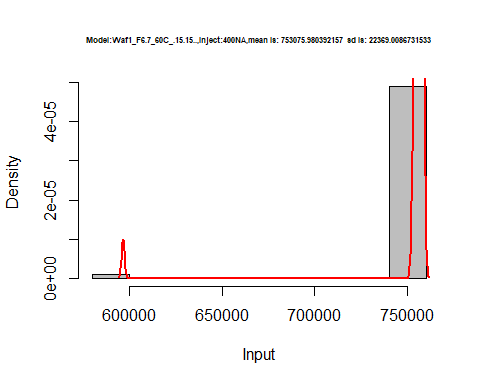 Model:Waf1_F6.7_60C_.15.15.,Inject:400NA,mean is: 753075.980392157 sd is: 22369.0086731533
Density
4e-05
2e-05
0e+00
600000 650000 700000 750000
Input